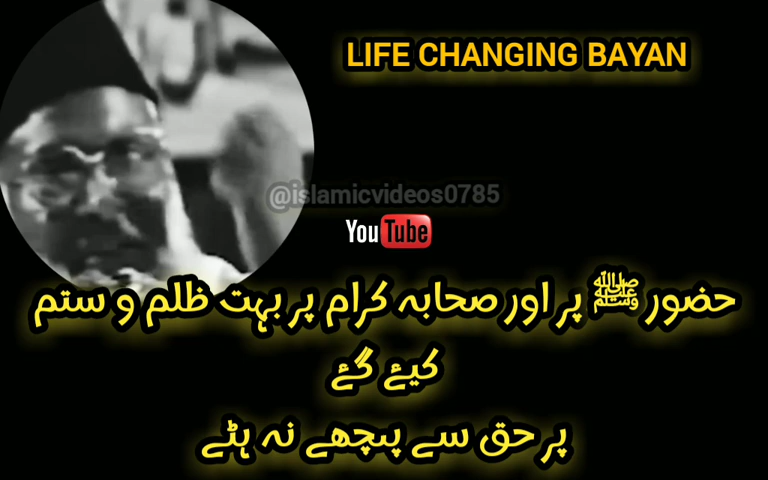 LIFE CHANGING BAYAN
@islamicvideos0785
YouTube
حضور ﷺ پر اور صحابہ کرام پر بہت ظلم و ستم
کیئے گئے
پر حق سے پیچھے نہ ہٹے